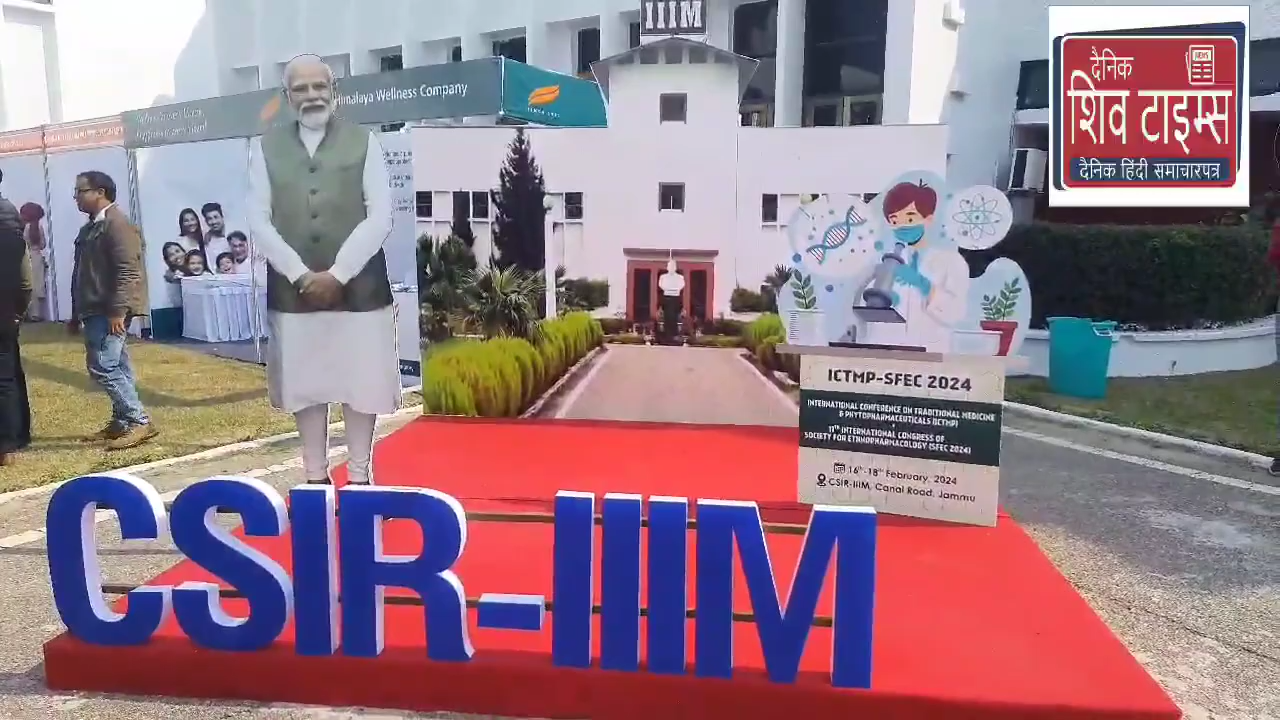 IIIM
NEWS
दैनिक
शिव टाइम्स
दैनिक हिंदी समाचारपत्र
Himalaya Wellness Company
ICTMP-SFEC 2024
INTERNATIONAL CONFERENCE ON TRADITIONAL MEDICINE
& PHYTOPHARMACEUTICALS (ICTMP)
11TH INTERNATIONAL CONGRESS OF
SOCIETY FOR ETHNOPHARMACOLOGY (SFEC 2024)
16th-18th February, 2024
CSIR-IIIM, Canal Road, Jammu
CSIR-IIIM